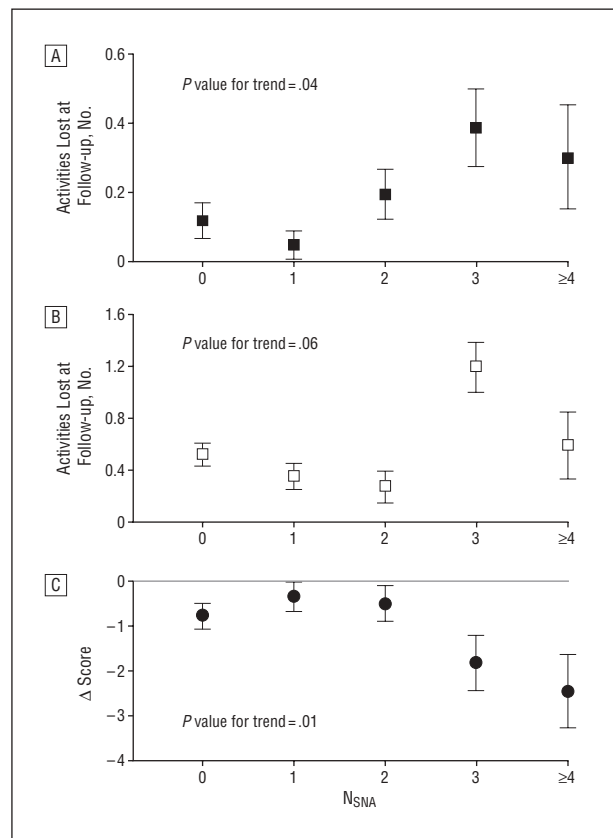 A
Activities Lost at
Follow-up, No.
P value for trend = .04
0.6
0.4
0.2
0
0 1 2 3 ≥4
B
Activities Lost at
Follow-up, No.
P value for trend = .06
1.6
1.2
0.8
0.4
0
0 1 2 3 ≥4
C
Δ Score
0
−1
−2
−3
−4
P value for trend = .01
0 1 2 3 ≥4
NSNA